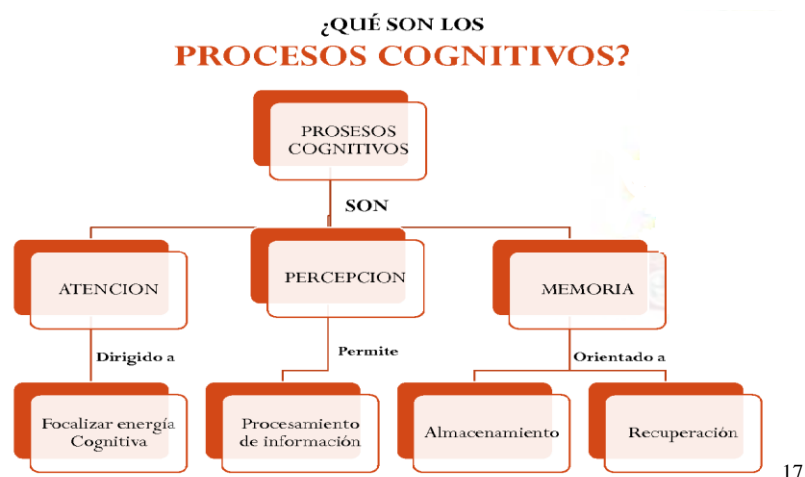 ¿QUÉ SON LOS
PROCESOS COGNITIVOS?
PROSESOS
COGNITIVOS
SON
ATENCION
PERCEPCION
MEMORIA
Dirigido a
Permite
Orientado a
Focalizar energía
Cognitiva
Procesamiento
de información
Almacenamiento
Recuperación
17